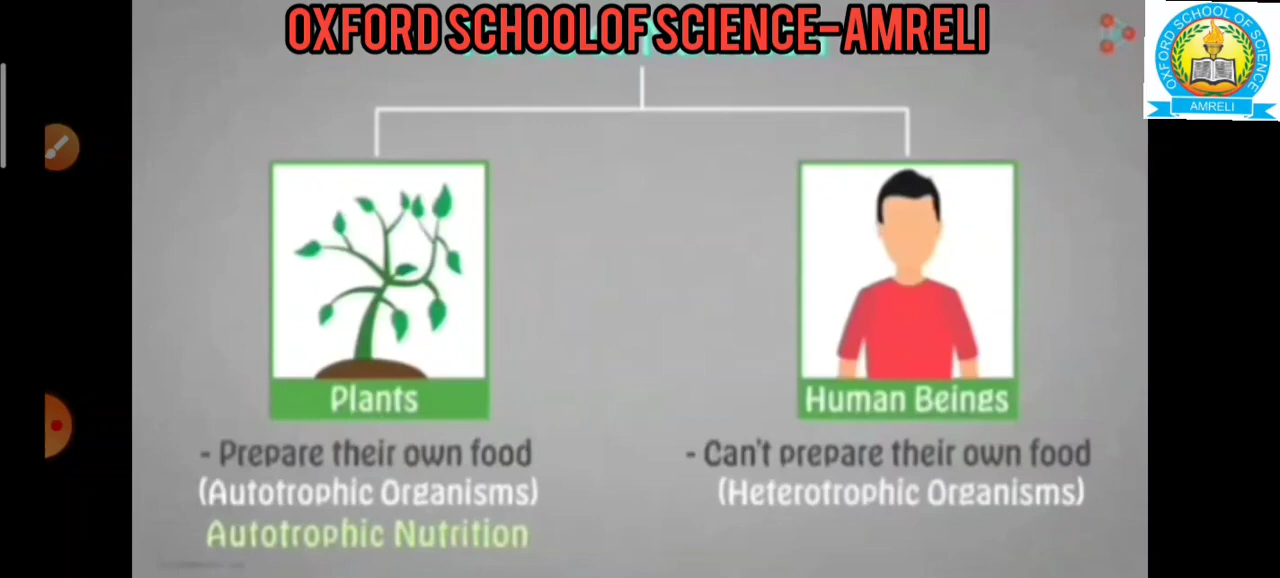 OXFORD SCHOOLOF SCIENCE-AMRELI
OXFORD SCHOOL OF SCIENCE
AMRELI
Plants
Human Beings
- Prepare their own food
- Can't prepare their own food
(Autotrophic Organisms)
(Heterotrophic Organisms)
Autotrophic Nutrition